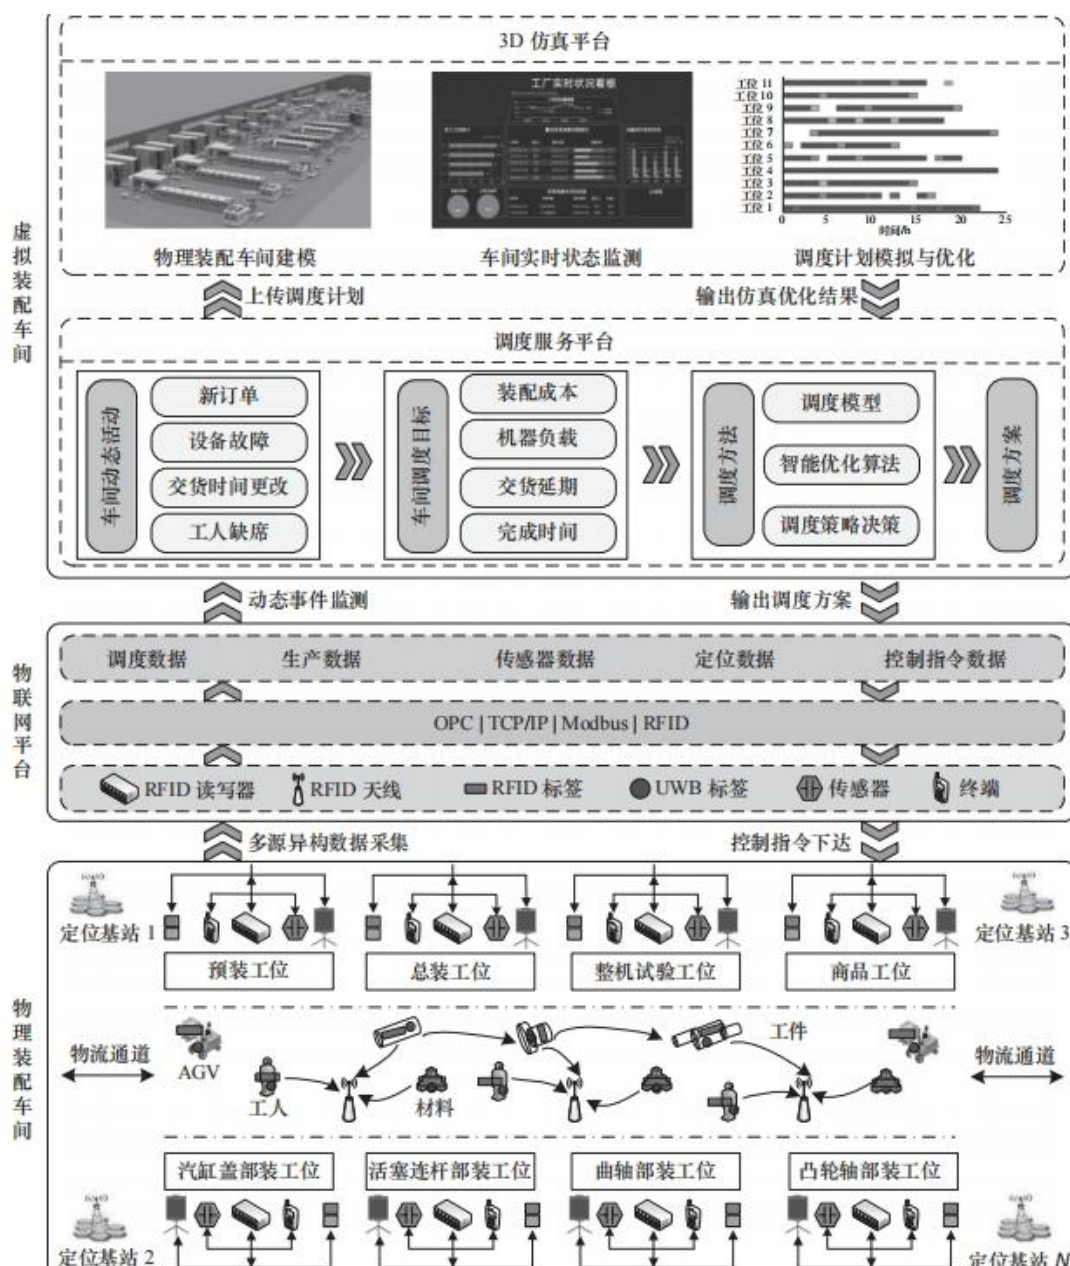 3D 仿真平台
工厂实时状况看板
工位 11
工位 10
工位 9
工位 8
工位 7
工位 6
工位 5
工位 4
工位 3
工位 2
工位 1
0 5 10 15 20 25
时间/h
物理装配车间建模
车间实时状态监测
调度计划模拟与优化
虚拟装配车间
上传调度计划
输出仿真优化结果
调度服务平台
车间动态活动
新订单
设备故障
交货时间更改
工人缺席
车间调度目标
装配成本
机器负载
交货延期
完成时间
调度方法
调度模型
智能优化算法
调度策略决策
调度方案
动态事件监测
输出调度方案
物联网平台
调度数据 生产数据 传感器数据 定位数据 控制指令数据
OPC | TCP/IP | Modbus | RFID
RFID 读写器 RFID 天线 RFID 标签 UWB 标签 传感器 终端
多源异构数据采集
控制指令下达
物理装配车间
定位基站 1
定位基站 3
预装工位 总装工位 整机试验工位 商品工位
物流通道
AGV
工人
材料
工件
物流通道
汽缸盖部装工位 活塞连杆部装工位 曲轴部装工位 凸轮轴部装工位
定位基站 2
定位基站 N